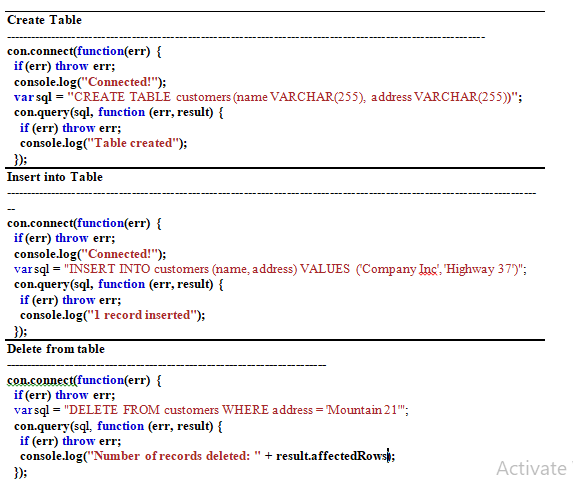 Create Table
--------------------------------------------------------------------------------------------------------------------
con.connect(function(err) {
if (err) throw err;
console.log("Connected!");
var sql = "CREATE TABLE customers (name VARCHAR(255), address VARCHAR(255))";
con.query(sql, function (err, result) {
if (err) throw err;
console.log("Table created");
});
Insert into Table
--------------------------------------------------------------------------------------------------------------------------------
--
con.connect(function(err) {
if (err) throw err;
console.log("Connected!");
var sql = "INSERT INTO customers (name, address) VALUES ('Company Inc', 'Highway 37')";
con.query(sql, function (err, result) {
if (err) throw err;
console.log("1 record inserted");
});
Delete from table
------------------------------------------------------------------------------
con.connect(function(err) {
if (err) throw err;
var sql = "DELETE FROM customers WHERE address = 'Mountain 21'";
con.query(sql, function (err, result) {
if (err) throw err;
console.log("Number of records deleted: " + result.affectedRows);
});
Activate